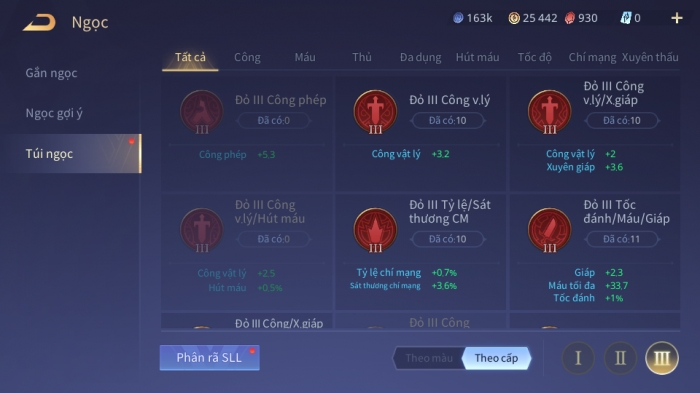 Ngọc
163k
25 442
930
0
+
Tất cả
Công
Máu
Thủ
Đa dụng
Hút máu
Tốc độ
Chí mạng
Xuyên thấu
Gắn ngọc
Ngọc gợi ý
Túi ngọc
III
Đỏ III Công phép
Đã có:0
Công phép +5.3
III
Đỏ III Công v.lý
Đã có:10
Công vật lý +3.2
III
Đỏ III Công
v.lý/X.giáp
Đã có:10
Công vật lý +2
Xuyên giáp +3.6
III
Đỏ III Công
v.lý/Hút máu
Đã có:0
Công vật lý +2.5
Hút máu +0.5%
III
Đỏ III Tỷ lệ/Sát
thương CM
Đã có:10
Tỷ lệ chí mạng +0.7%
Sát thương chí mạng +3.6%
III
Đỏ III Tốc
đánh/Máu/Giáp
Đã có:11
Giáp +2.3
Máu tối đa +33.7
Tốc đánh +1%
Đỏ III Công/X.giáp
Đỏ III Công
Phân rã SLL
Theo màu
Theo cấp
I
II
III